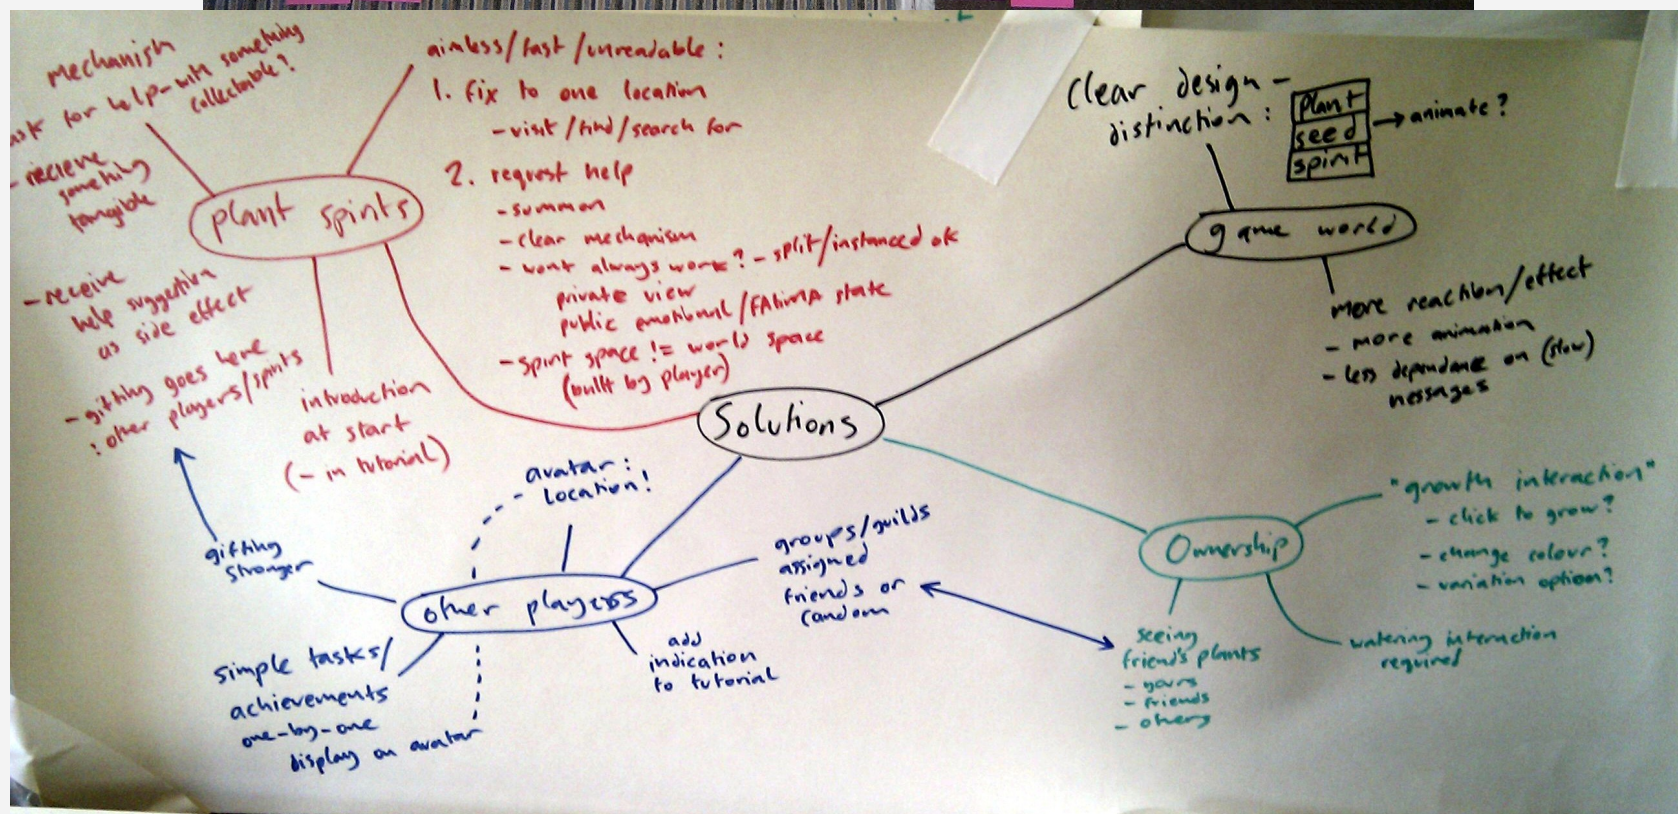 mechanism
ask for help - with something
collectable?
- recieve
something
tangible
plant spirits
- receive
help suggestion
as side effect
- gifting goes here
: other players/spirits
introduction
at start
(- in tutorial)
aimless/fast/unreadable:
1. fix to one location
- visit/find/search for
2. request help
- summon
- clear mechanism
- wont always work? - split/instanced ok
private view
public emotional/FAtiMA state
- spirit space != world space
(built by player)
Solutions
clear design -
distinction:
plant
seed
spirit
animate?
game world
more reaction/effect
- more animation
- less dependance on (slow)
messages
avatar:
- location!
gifting
stronger
other players
groups/guilds
assigned
friends or
random
add
indication
to tutorial
simple tasks/
achievements
one-by-one
display on avatar
Ownership
"growth interaction"
- click to grow?
- change colour?
- variation option?
seeing
friend's plants
- yours
- friends
- others
watering interaction
required